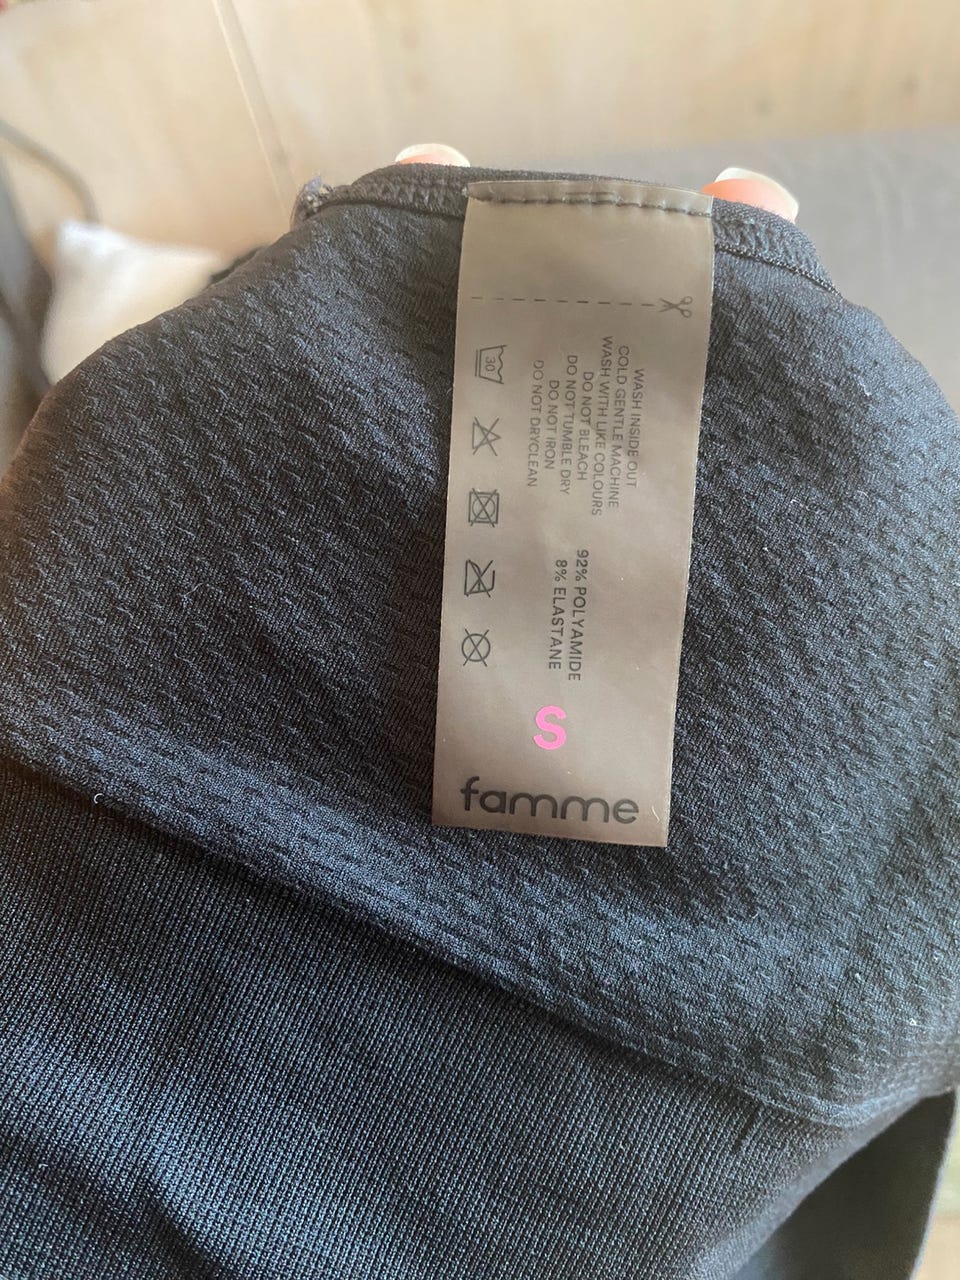 WASH INSIDE OUT
COLD GENTLE MACHINE
WASH WITH LIKE COLOURS
DO NOT BLEACH
DO NOT TUMBLE DRY
DO NOT IRON
DO NOT DRYCLEAN
30
92% POLYAMIDE
8% ELASTANE
S
famme